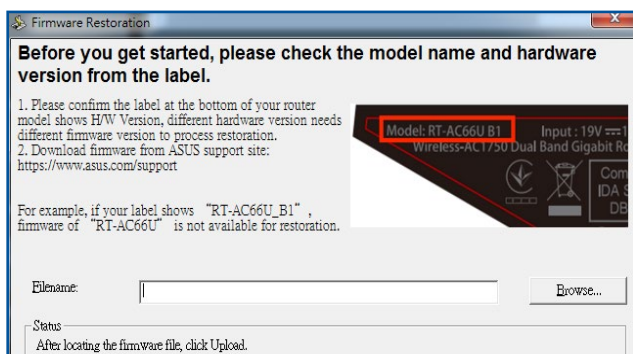 Firmware Restoration
Before you get started, please check the model name and hardware
version from the label.
1. Please confirm the label at the bottom of your router
model shows H/W Version, different hardware version needs
different firmware version to process restoration.
2. Download firmware from ASUS support site:
https://www.asus.com/support
For example, if your label shows “RT-AC66U_B1” ,
firmware of “RT-AC66U” is not available for restoration.
Model: RT-AC66U B1 Input : 19V
Wireless-AC1750 Dual Band Gigabit Ro
Com
IDA S
DB
Filename:
Browse...
Status
After locating the firmware file, click Upload.